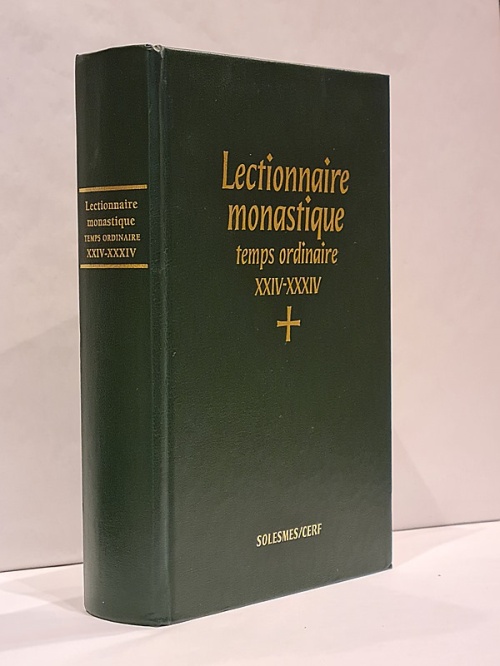 Lectionnaire
monastique
TEMPS ORDINAIRE
XXIV-XXXIV
Lectionnaire
monastique
temps ordinaire
XXIV-XXXIV
SOLESMES/CERF